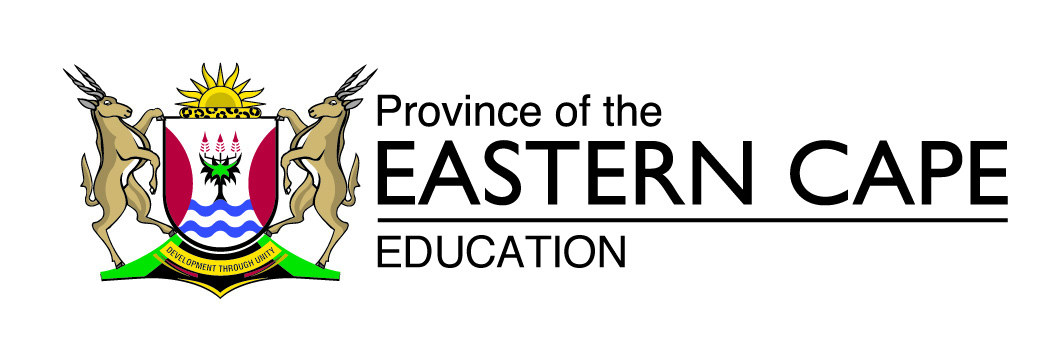 Province of the
EASTERN CAPE
EDUCATION
DEVELOPMENT THROUGH UNITY